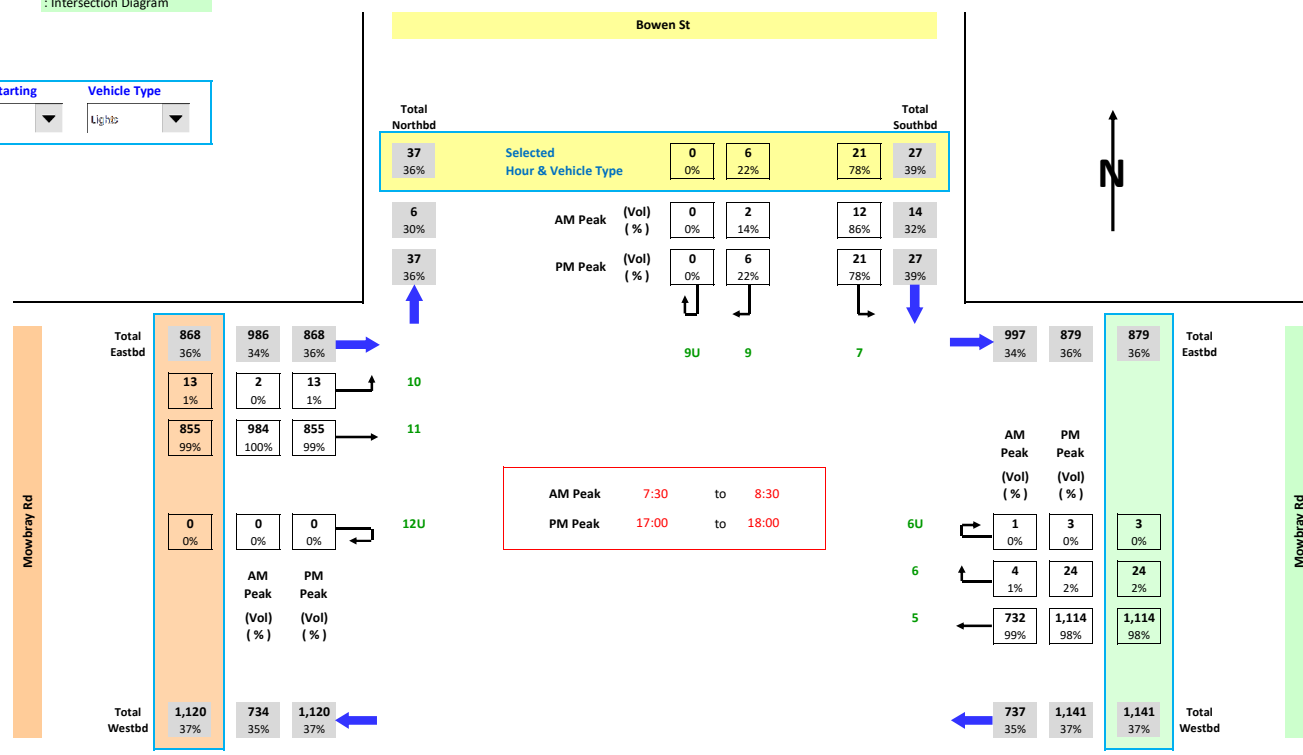 : Intersection Diagram
Bowen St
tarting Vehicle Type
Lights
Total Northbd
Total Southbd
37 Selected 0 6 21 27
36% Hour & Vehicle Type 0% 22% 78% 39%
6 AM Peak (Vol) 0 2 12 14
30% ( % ) 0% 14% 86% 32%
37 PM Peak (Vol) 0 6 21 27
36% ( % ) 0% 22% 78% 39%
N
9U 9 7
Total 868 986 868
Eastbd 36% 34% 36%
997 879 879 Total
34% 36% 36% Eastbd
13 2 13 10
1% 0% 1%
855 984 855 11
99% 100% 99%
AM PM
Peak Peak
(Vol) (Vol)
( % ) ( % )
AM Peak 7:30 to 8:30
PM Peak 17:00 to 18:00
0 0 0 12U
0% 0% 0%
6U 1 3 3
0% 0% 0%
6 4 24 24
1% 2% 2%
5 732 1,114 1,114
99% 98% 98%
AM PM
Peak Peak
(Vol) (Vol)
( % ) ( % )
Mowbray Rd
Mowbray Rd
Total 1,120 734 1,120
Westbd 37% 35% 37%
737 1,141 1,141 Total
35% 37% 37% Westbd